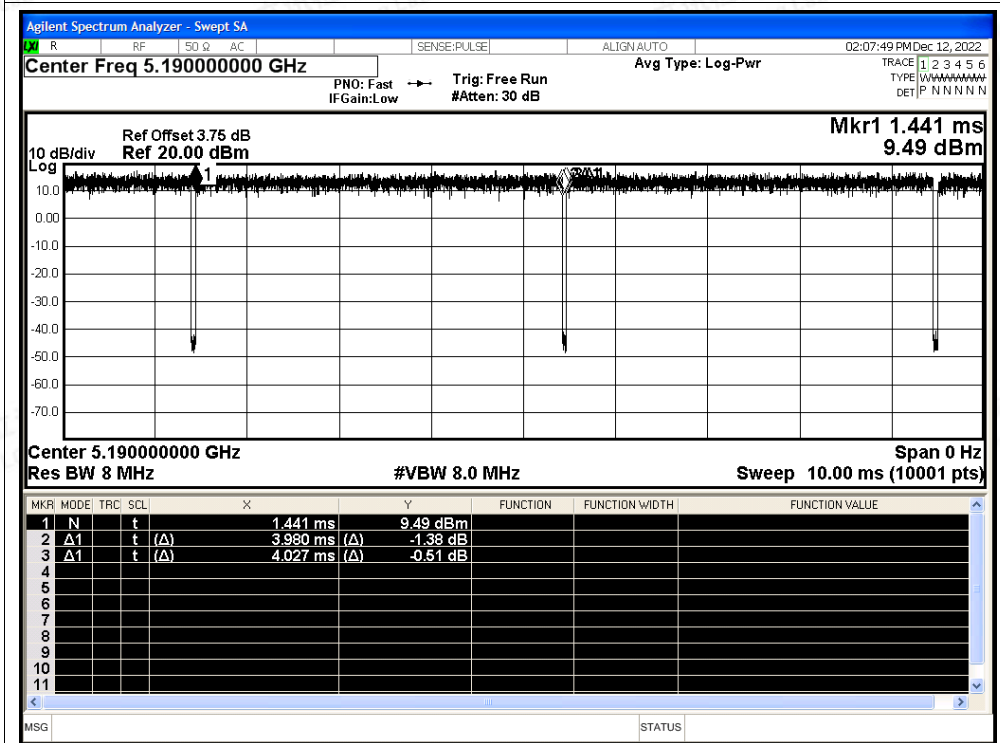 Agilent Spectrum Analyzer - Swept SA
LXI R RF 50 Ω AC SENSE:PULSE ALIGN AUTO 02:07:49 PM Dec 12, 2022
Center Freq 5.190000000 GHz
PNO: Fast
IFGain:Low
Trig: Free Run
#Atten: 30 dB
Avg Type: Log-Pwr
TRACE 1 2 3 4 5 6
TYPE
DET P N N N N N
Ref Offset 3.75 dB
10 dB/div Ref 20.00 dBm
Log
Mkr1 1.441 ms
9.49 dBm
1
10.0
0.00
-10.0
-20.0
-30.0
-40.0
-50.0
-60.0
-70.0
Center 5.190000000 GHz Span 0 Hz
Res BW 8 MHz #VBW 8.0 MHz Sweep 10.00 ms (10001 pts)
MKR MODE TRC SCL X Y FUNCTION FUNCTION WIDTH FUNCTION VALUE
1 N t 1.441 ms 9.49 dBm
2 Δ1 t (Δ) 3.980 ms (Δ) -1.38 dB
3 Δ1 t (Δ) 4.027 ms (Δ) -0.51 dB
4
5
6
7
8
9
10
11
MSG STATUS